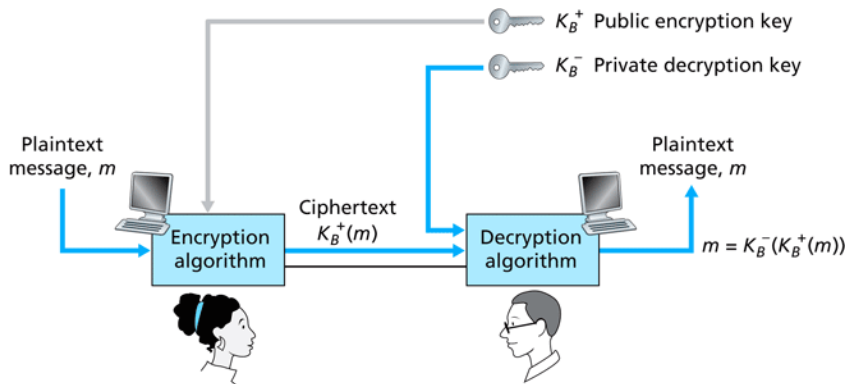 K_B^+ Public encryption key
K_B^- Private decryption key
Plaintext
message, m
Plaintext
message, m
Ciphertext
K_B^+(m)
Encryption
algorithm
Decryption
algorithm
m = K_B^-(K_B^+(m))